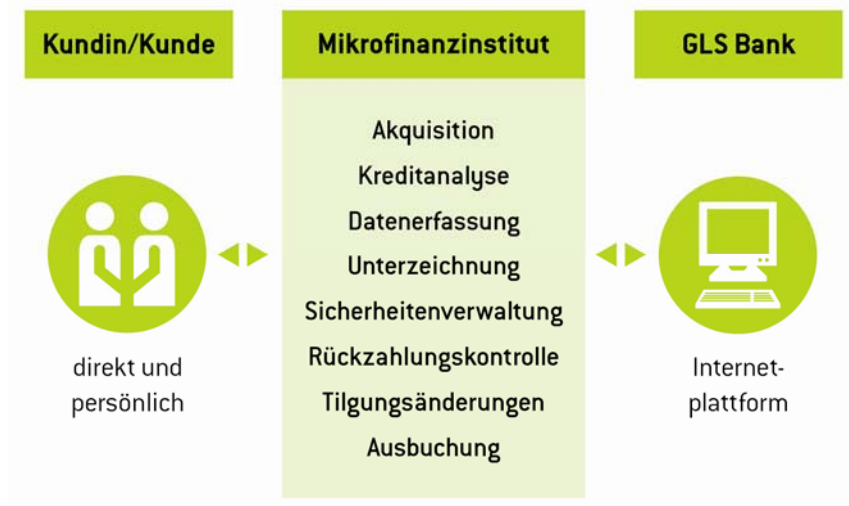 Kundin/Kunde
Mikrofinanzinstitut
GLS Bank
Akquisition
Kreditanalyse
Datenerfassung
Unterzeichnung
Sicherheitenverwaltung
Rückzahlungskontrolle
Tilgungsänderungen
Ausbuchung
direkt und
persönlich
Internet-
plattform